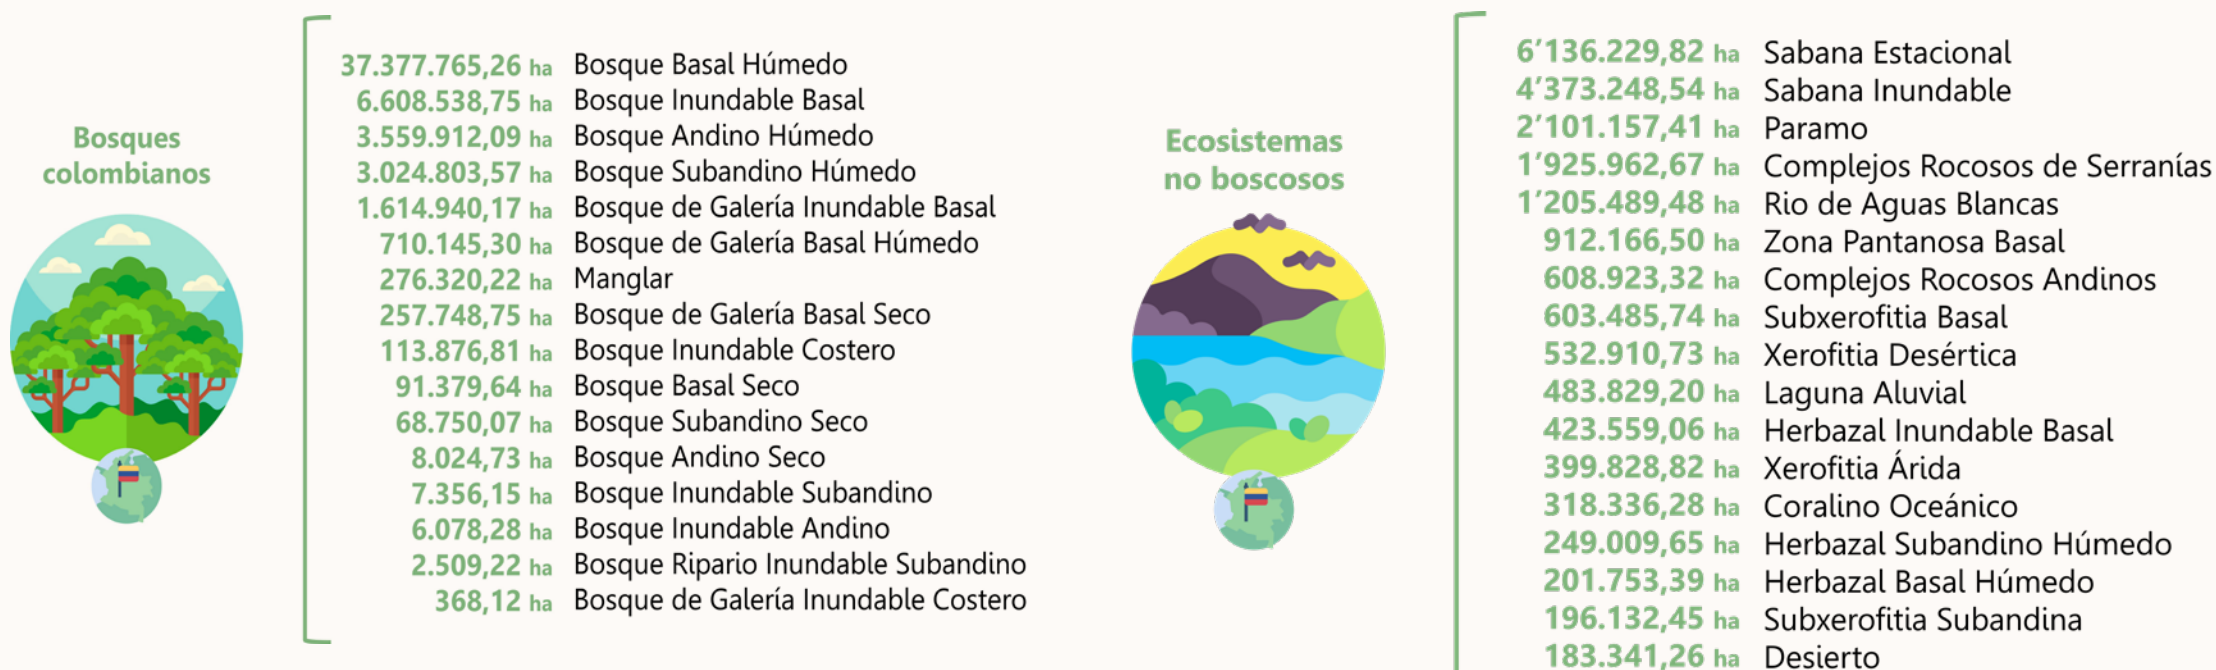 Bosques
colombianos
37.377.765,26 ha Bosque Basal Húmedo
6.608.538,75 ha Bosque Inundable Basal
3.559.912,09 ha Bosque Andino Húmedo
3.024.803,57 ha Bosque Subandino Húmedo
1.614.940,17 ha Bosque de Galería Inundable Basal
710.145,30 ha Bosque de Galería Basal Húmedo
276.320,22 ha Manglar
257.748,75 ha Bosque de Galería Basal Seco
113.876,81 ha Bosque Inundable Costero
91.379,64 ha Bosque Basal Seco
68.750,07 ha Bosque Subandino Seco
8.024,73 ha Bosque Andino Seco
7.356,15 ha Bosque Inundable Subandino
6.078,28 ha Bosque Inundable Andino
2.509,22 ha Bosque Ripario Inundable Subandino
368,12 ha Bosque de Galería Inundable Costero
Ecosistemas
no boscosos
6’136.229,82 ha Sabana Estacional
4’373.248,54 ha Sabana Inundable
2’101.157,41 ha Paramo
1’925.962,67 ha Complejos Rocosos de Serranías
1’205.489,48 ha Rio de Aguas Blancas
912.166,50 ha Zona Pantanosa Basal
608.923,32 ha Complejos Rocosos Andinos
603.485,74 ha Subxerofitia Basal
532.910,73 ha Xerofitia Desértica
483.829,20 ha Laguna Aluvial
423.559,06 ha Herbazal Inundable Basal
399.828,82 ha Xerofitia Árida
318.336,28 ha Coralino Oceánico
249.009,65 ha Herbazal Subandino Húmedo
201.753,39 ha Herbazal Basal Húmedo
196.132,45 ha Subxerofitia Subandina
183.341,26 ha Desierto